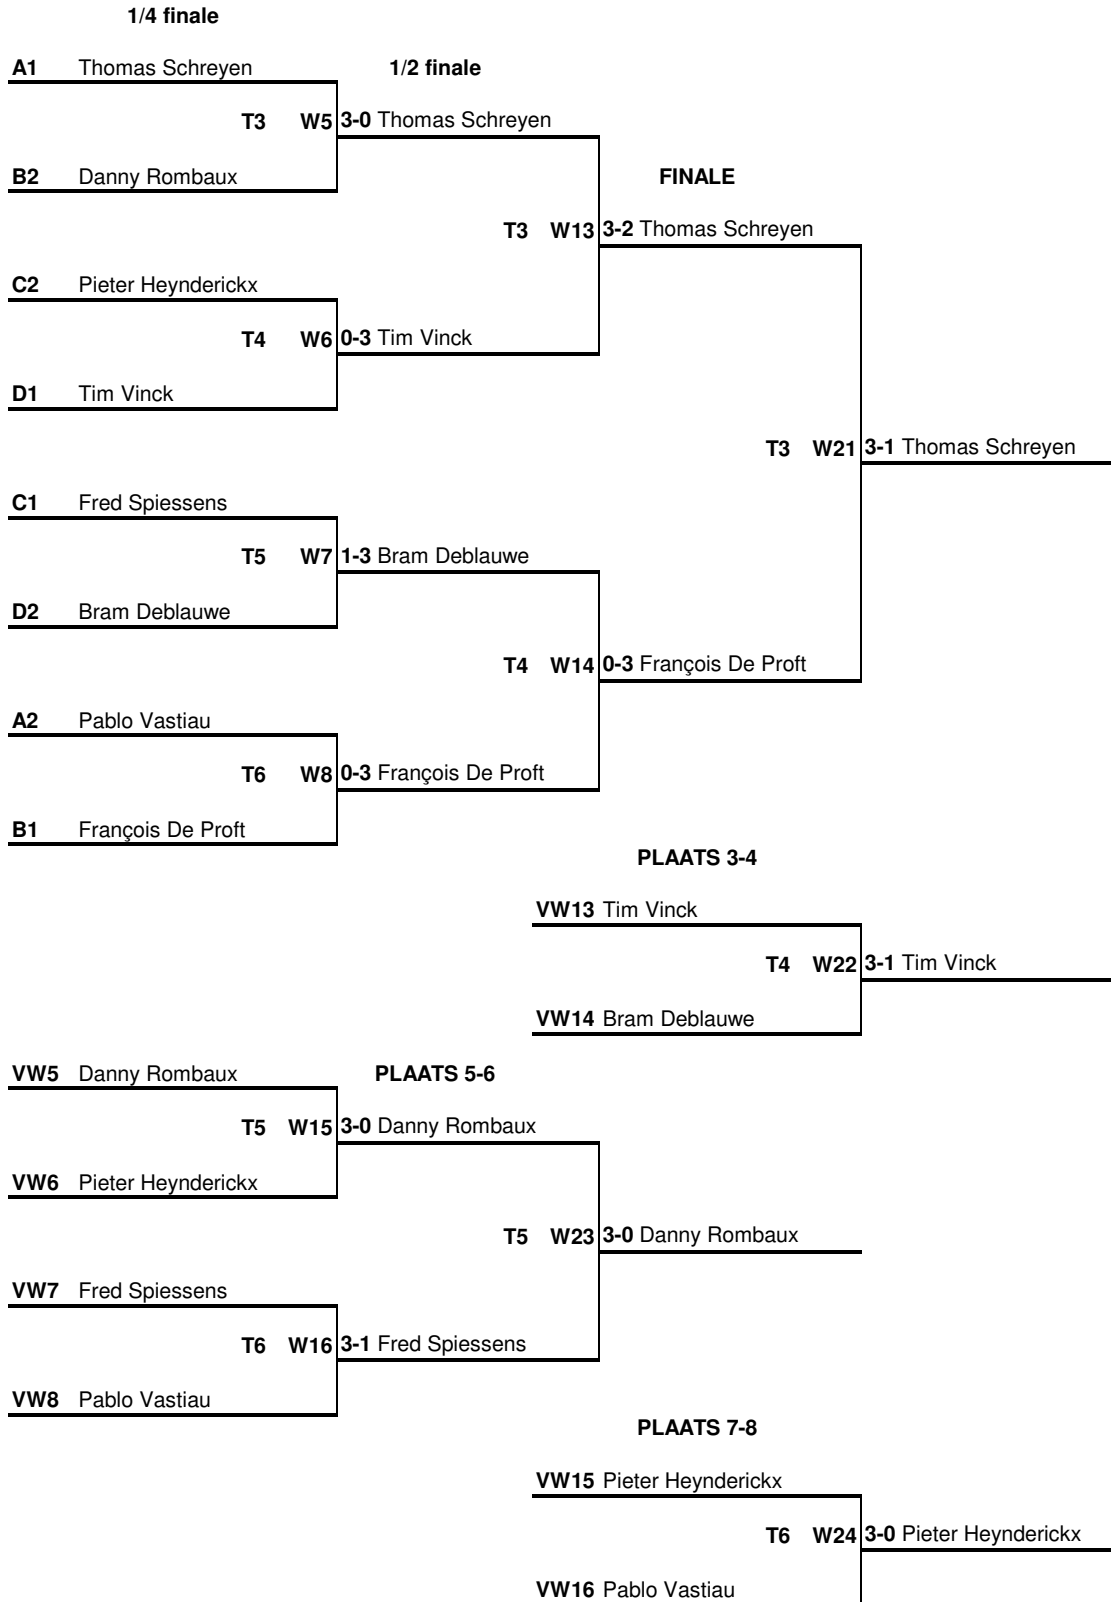 1/4 finale
A1 Thomas Schreyen 1/2 finale
T3 W5 3-0 Thomas Schreyen
B2 Danny Rombaux FINALE
T3 W13 3-2 Thomas Schreyen
C2 Pieter Heynderickx
T4 W6 0-3 Tim Vinck
D1 Tim Vinck
T3 W21 3-1 Thomas Schreyen
C1 Fred Spiessens
T5 W7 1-3 Bram Deblauwe
D2 Bram Deblauwe
T4 W14 0-3 François De Proft
A2 Pablo Vastiau
T6 W8 0-3 François De Proft
B1 François De Proft
PLAATS 3-4
VW13 Tim Vinck
T4 W22 3-1 Tim Vinck
VW14 Bram Deblauwe
VW5 Danny Rombaux PLAATS 5-6
T5 W15 3-0 Danny Rombaux
VW6 Pieter Heynderickx
T5 W23 3-0 Danny Rombaux
VW7 Fred Spiessens
T6 W16 3-1 Fred Spiessens
VW8 Pablo Vastiau
PLAATS 7-8
VW15 Pieter Heynderickx
T6 W24 3-0 Pieter Heynderickx
VW16 Pablo Vastiau